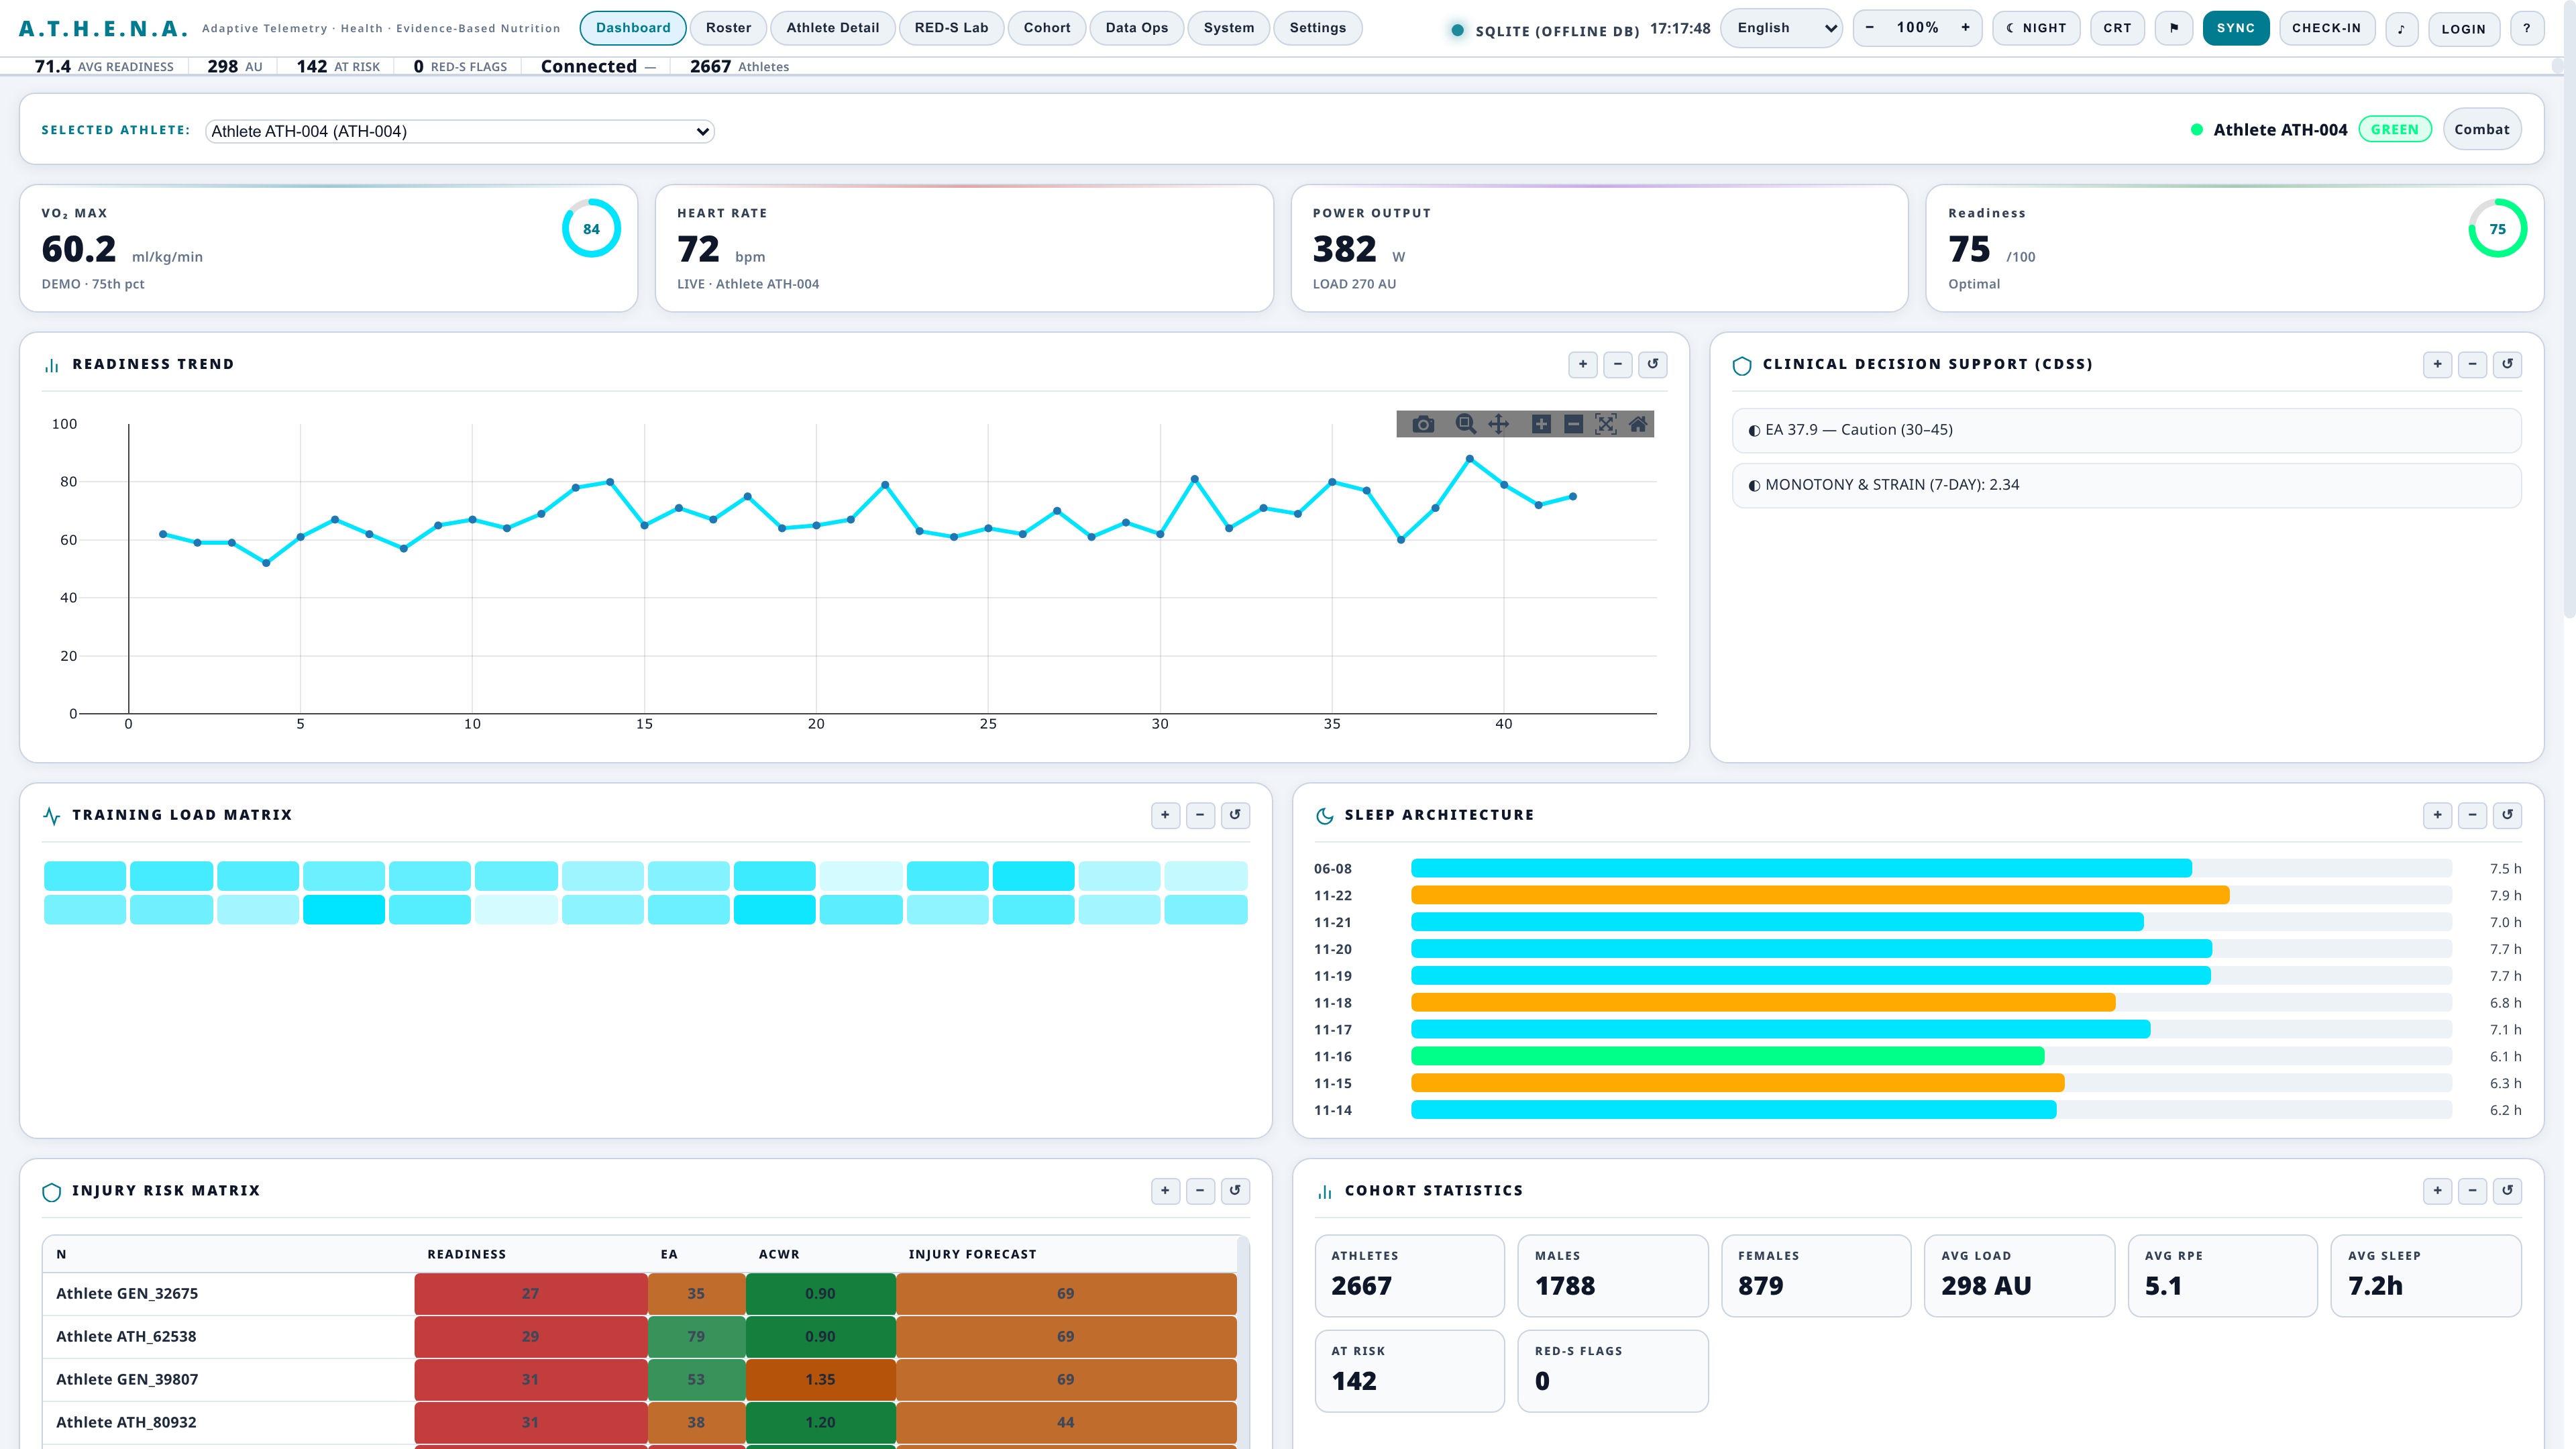 A.T.H.E.N.A. Adaptive Telemetry · Health · Evidence-Based Nutrition Dashboard Roster Athlete Detail RED-S Lab Cohort Data Ops System Settings SQLITE (OFFLINE DB) 17:17:48 English − 100% + ☾ NIGHT CRT ⚑ SYNC CHECK-IN ♪ LOGIN ?
71.4 AVG READINESS 298 AU 142 AT RISK 0 RED-S FLAGS Connected — 2667 Athletes
SELECTED ATHLETE: Athlete ATH-004 (ATH-004) Athlete ATH-004 GREEN Combat
VO₂ MAX
60.2 ml/kg/min
DEMO · 75th pct
84
HEART RATE
72 bpm
LIVE · Athlete ATH-004
POWER OUTPUT
382 W
LOAD 270 AU
Readiness
75 /100
Optimal
75
READINESS TREND + − ↺
100
80
60
40
20
0
0 5 10 15 20 25 30 35 40
CLINICAL DECISION SUPPORT (CDSS) + − ↺
◐ EA 37.9 — Caution (30–45)
◐ MONOTONY & STRAIN (7-DAY): 2.34
TRAINING LOAD MATRIX + − ↺
SLEEP ARCHITECTURE + − ↺
06-08 7.5 h
11-22 7.9 h
11-21 7.0 h
11-20 7.7 h
11-19 7.7 h
11-18 6.8 h
11-17 7.1 h
11-16 6.1 h
11-15 6.3 h
11-14 6.2 h
INJURY RISK MATRIX + − ↺
N READINESS EA ACWR INJURY FORECAST
Athlete GEN_32675 27 35 0.90 69
Athlete ATH_62538 29 79 0.90 69
Athlete GEN_39807 31 53 1.35 69
Athlete ATH_80932 31 38 1.20 44
COHORT STATISTICS + − ↺
ATHLETES MALES FEMALES AVG LOAD AVG RPE AVG SLEEP
2667 1788 879 298 AU 5.1 7.2h
AT RISK RED-S FLAGS
142 0